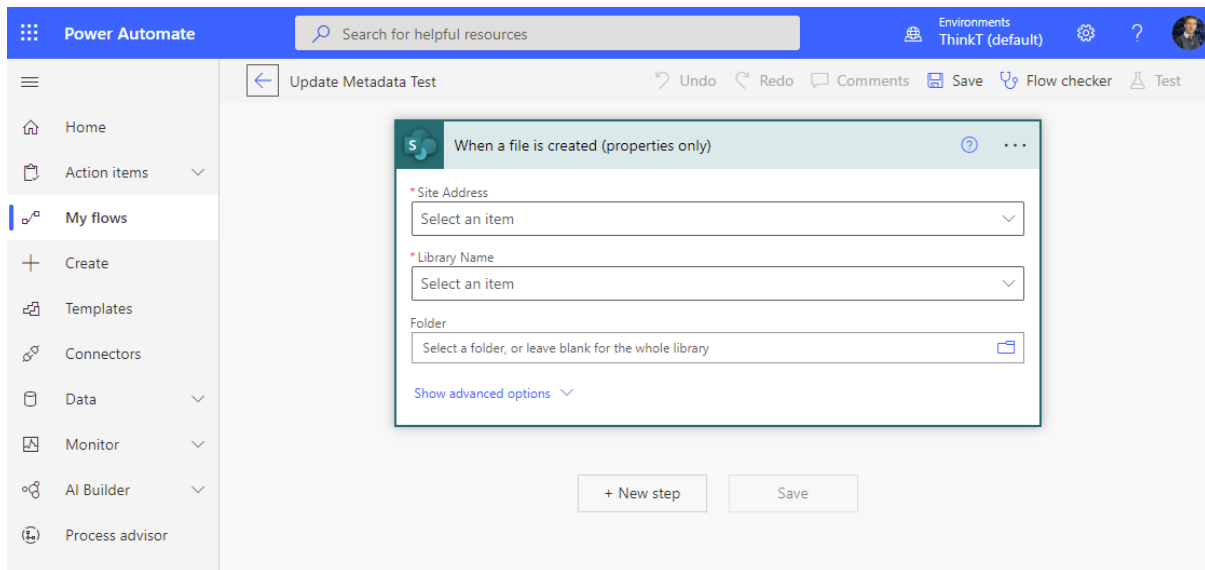 Power Automate
Search for helpful resources
Environments
ThinkT (default)
?
Update Metadata Test
Undo
Redo
Comments
Save
Flow checker
Test
Home
Action items
My flows
Create
Templates
Connectors
Data
Monitor
AI Builder
Process advisor
S
When a file is created (properties only)
?
...
* Site Address
Select an item
* Library Name
Select an item
Folder
Select a folder, or leave blank for the whole library
Show advanced options
+ New step
Save